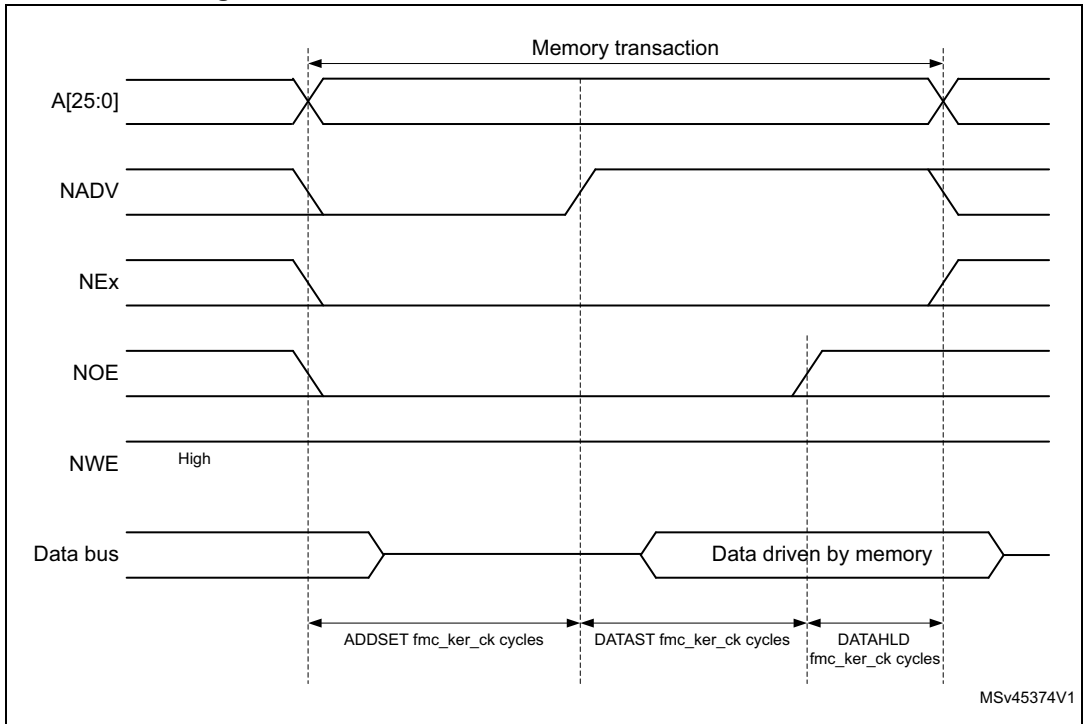 Memory transaction
A[25:0]
NADV
NEx
NOE
NWE
High
Data bus
Data driven by memory
ADDSET fmc_ker_ck cycles
DATAST fmc_ker_ck cycles
DATAHLD
fmc_ker_ck cycles
MSv45374V1